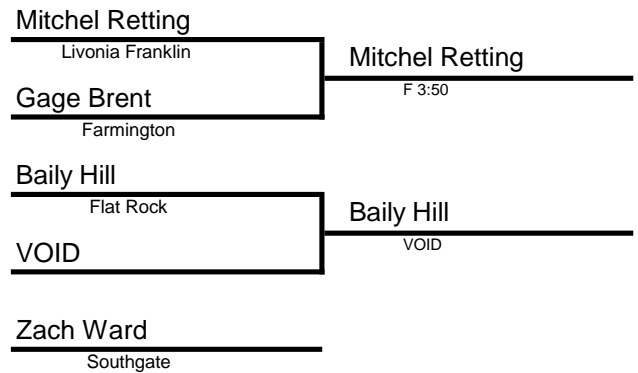 Mitchel Retting
Livonia Franklin
Mitchel Retting
F 3:50
Gage Brent
Farmington
Baily Hill
Flat Rock
Baily Hill
VOID
VOID
Zach Ward
Southgate